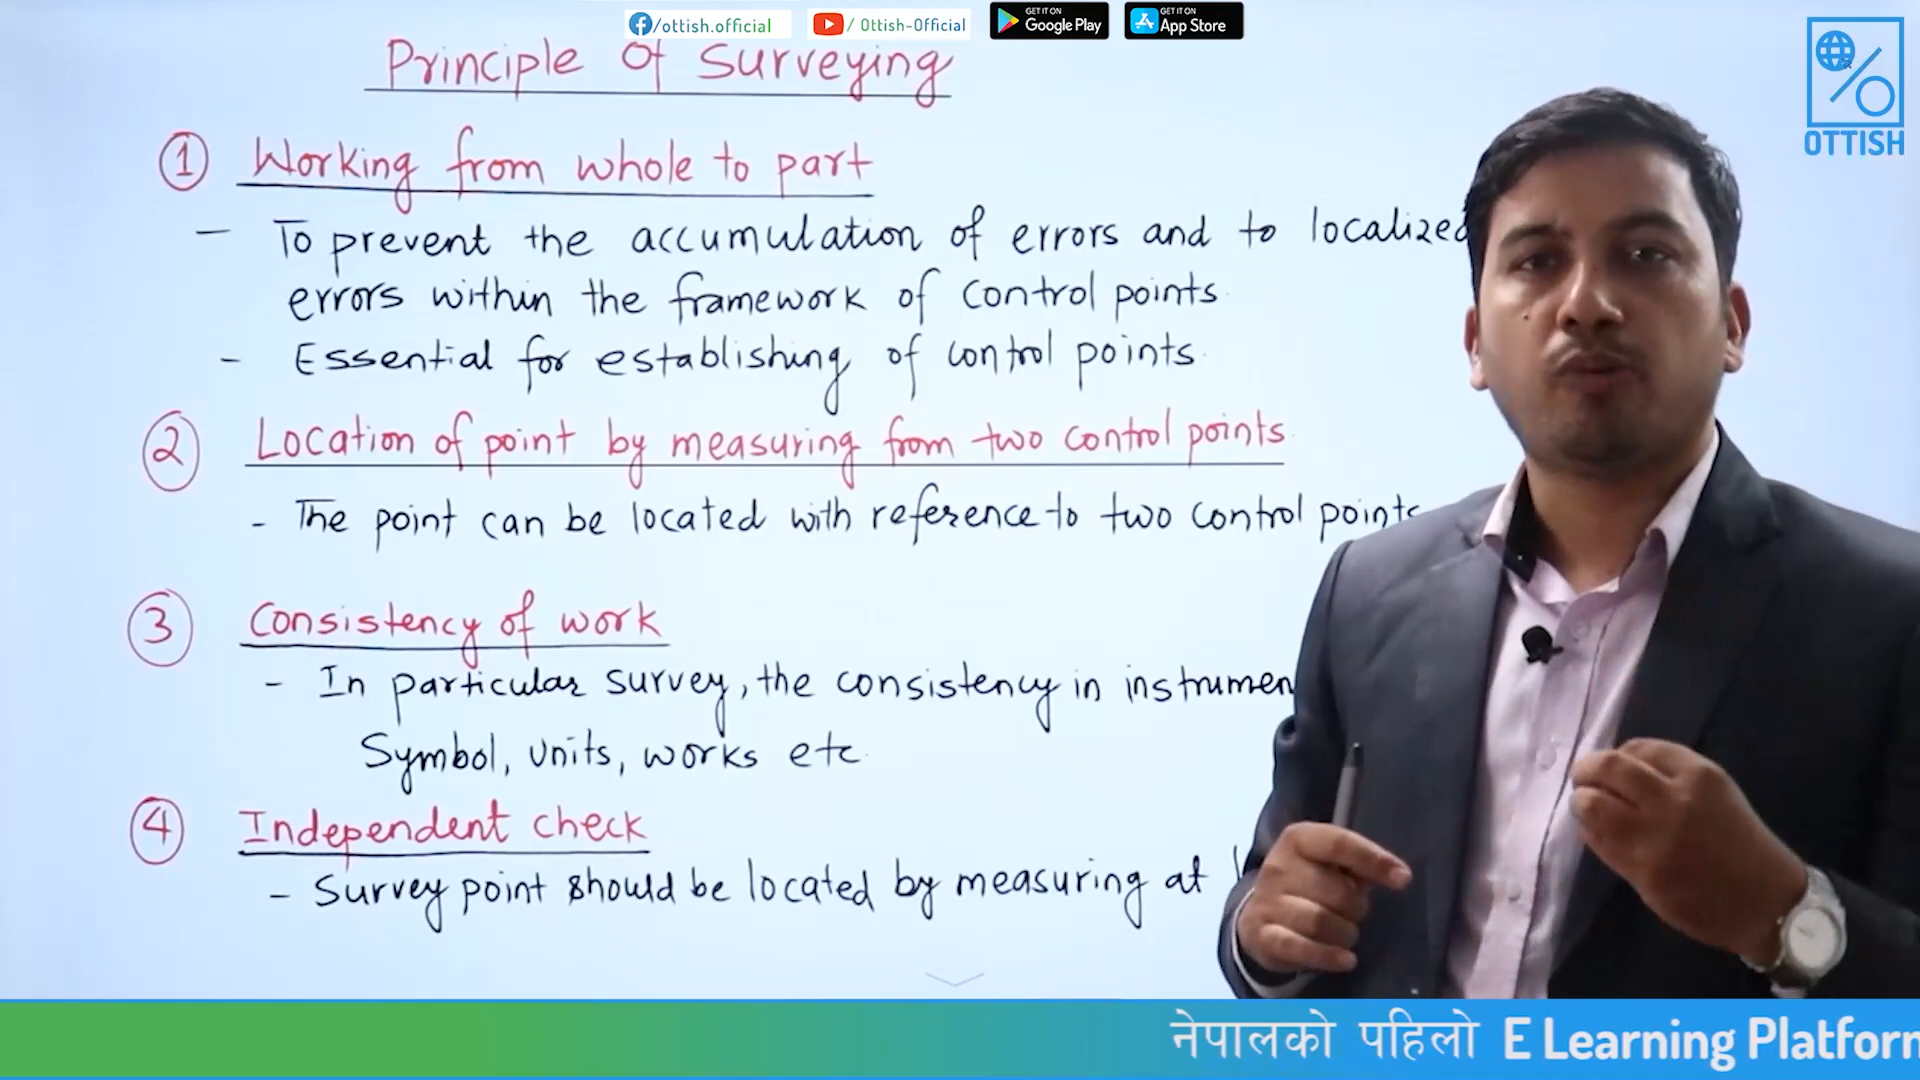 /ottish.official
/ Ottish-Official
GET IT ON
Google Play
GET IT ON
App Store
OTTISH
Principle of Surveying
① Working from whole to part
- To prevent the accumulation of errors and to localized
errors within the framework of control points.
- Essential for establishing of control points.
② Location of point by measuring from two control points.
- The point can be located with reference to two control points
③ Consistency of work
- In particular survey, the consistency in instrumen
Symbol, units, works etc
④ Independent check
- Survey point should be located by measuring at
नेपालको पहिलो E Learning Platform